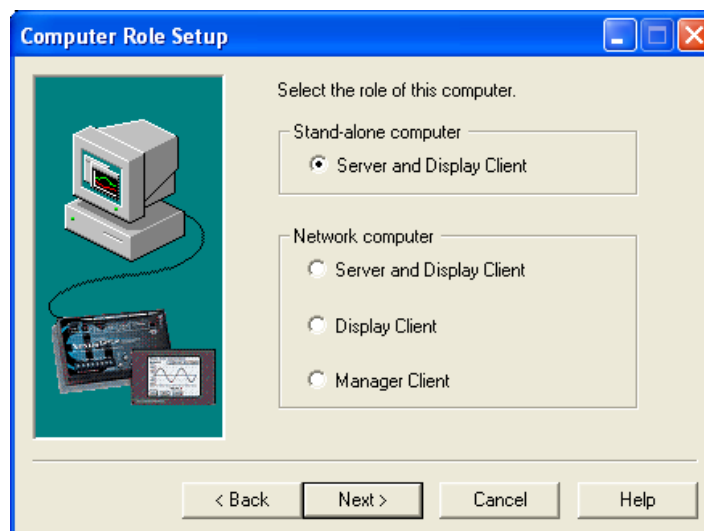 Computer Role Setup
Select the role of this computer.
Stand-alone computer
Server and Display Client
Network computer
Server and Display Client
Display Client
Manager Client
< Back Next > Cancel Help